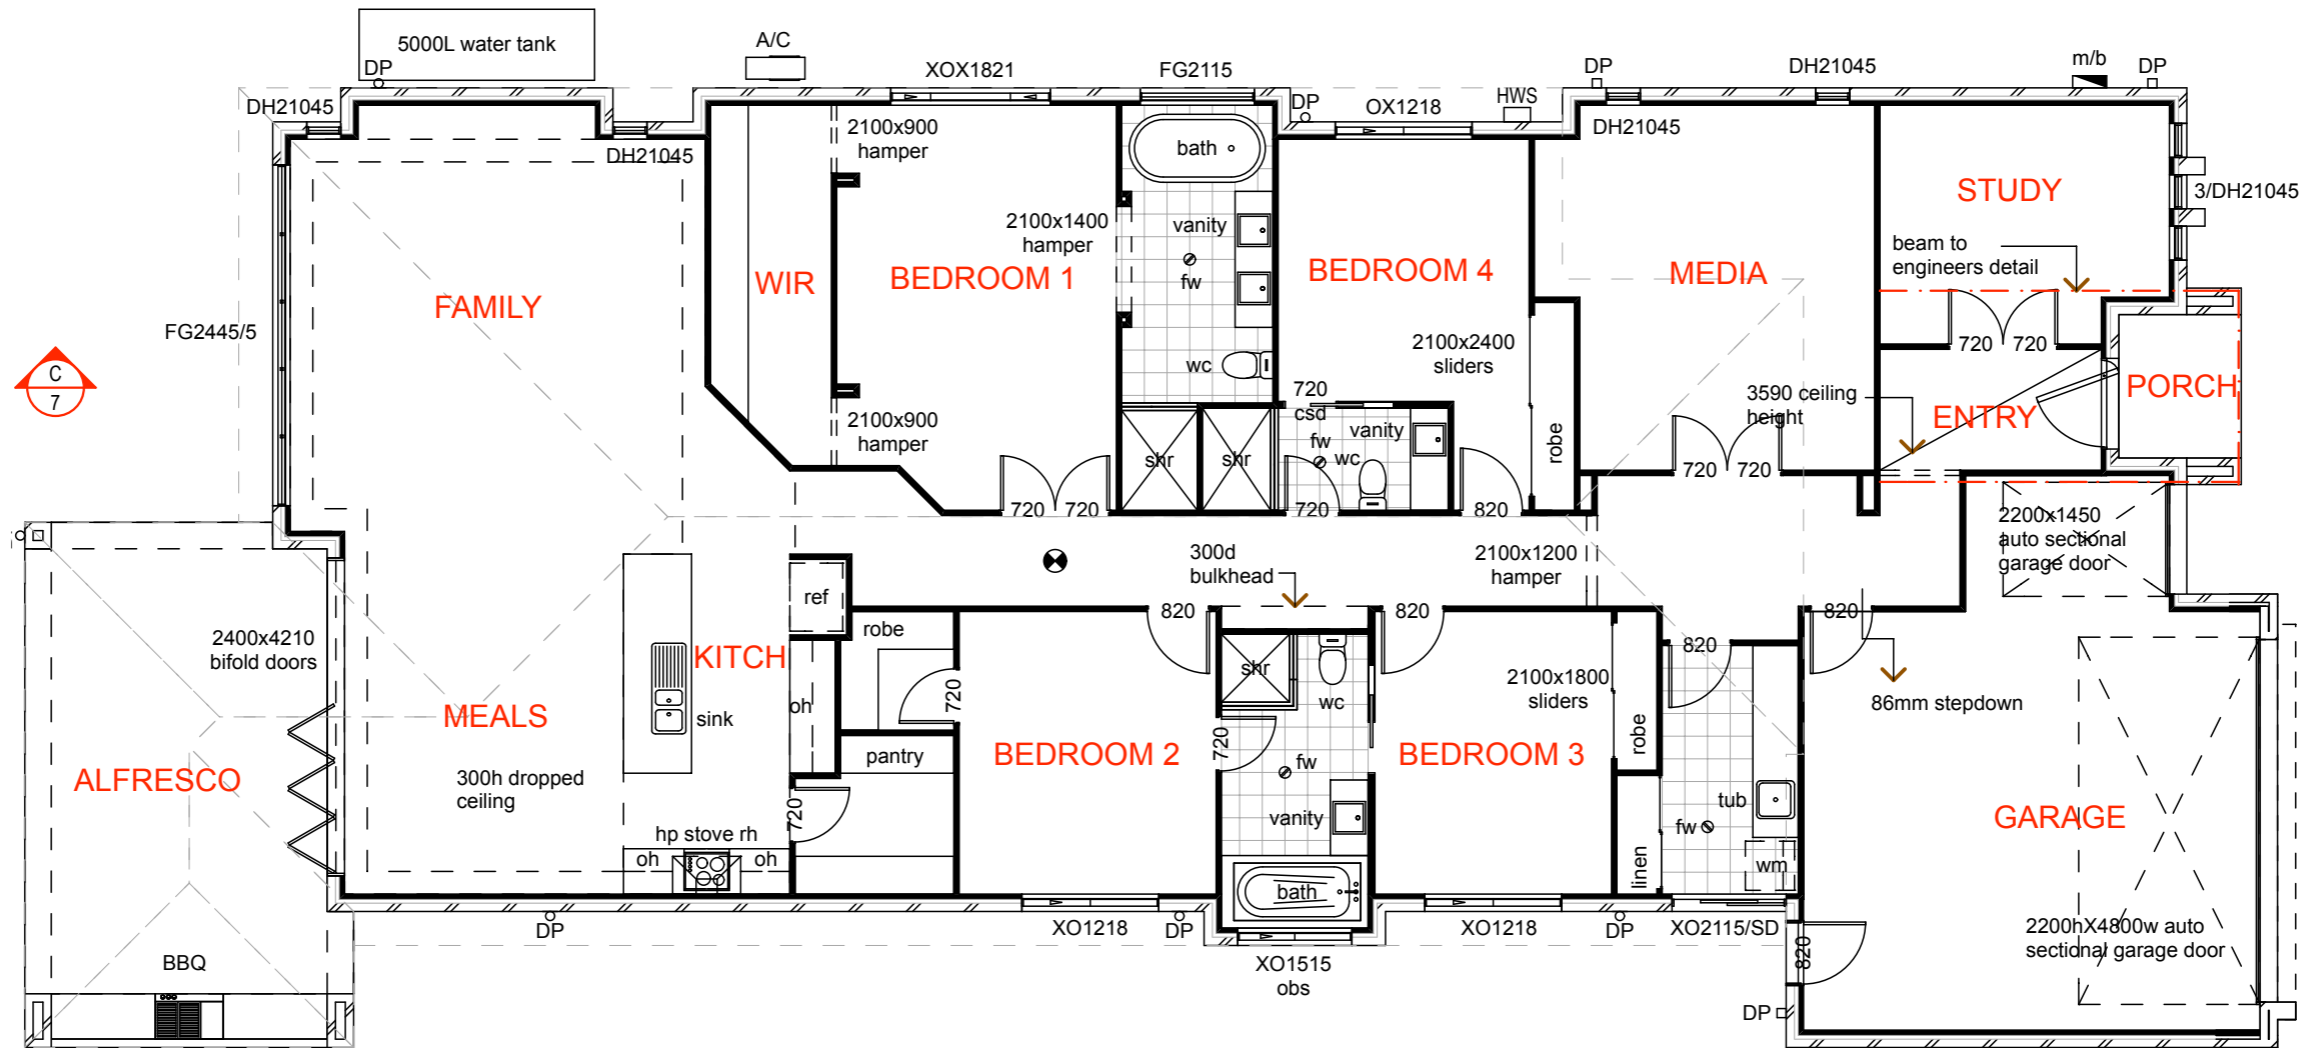 5000L water tank
A/C
DP
XOX1821
FG2115
DP
DH21045
m/b
DP
DH21045
DP
OX1218
HWS
DH21045
2100x900
hamper
DH21045
bath
STUDY
3/DH21045
2100x1400
hamper
vanity
beam to
engineers detail
FAMILY
WIR
BEDROOM 1
fw
BEDROOM 4
MEDIA
FG2445/5
2100x2400
sliders
720
720
C
7
wc
720
csd
3590 ceiling
height
PORCH
2100x900
hamper
fw
wc
vanity
robe
ENTRY
shr
shr
720
720
720
720
720
820
2200x1450
auto sectional
garage door
300d
bulkhead
2100x1200
hamper
ref
820
820
820
robe
2400x4210
bifold doors
KITCH
shr
820
720
wc
2100x1800
sliders
86mm stepdown
oh
MEALS
sink
720
robe
pantry
BEDROOM 2
BEDROOM 3
fw
ALFRESCO
300h dropped
ceiling
tub
GARAGE
720
vanity
fw
hp stove rh
oh
oh
linen
wm
bath
DP
XO1218
DP
XO1218
DP
XO2115/SD
820
2200hX4800w auto
sectional garage door
BBQ
XO1515
obs
DP